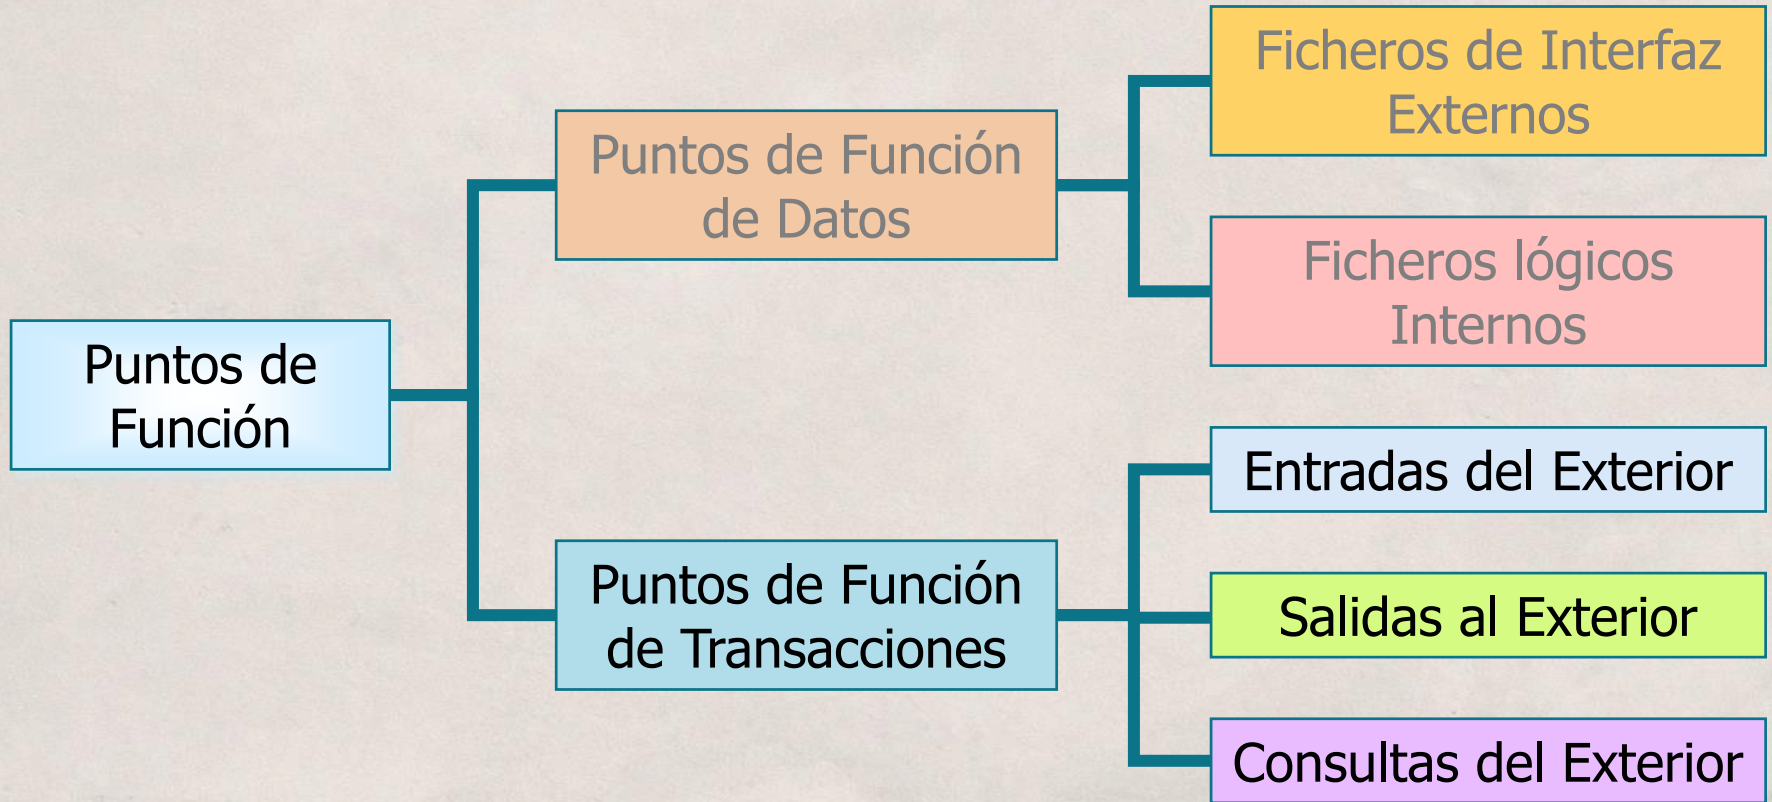 Puntos de
Función
Puntos de Función
de Datos
Ficheros de Interfaz
Externos
Ficheros lógicos
Internos
Puntos de Función
de Transacciones
Entradas del Exterior
Salidas al Exterior
Consultas del Exterior